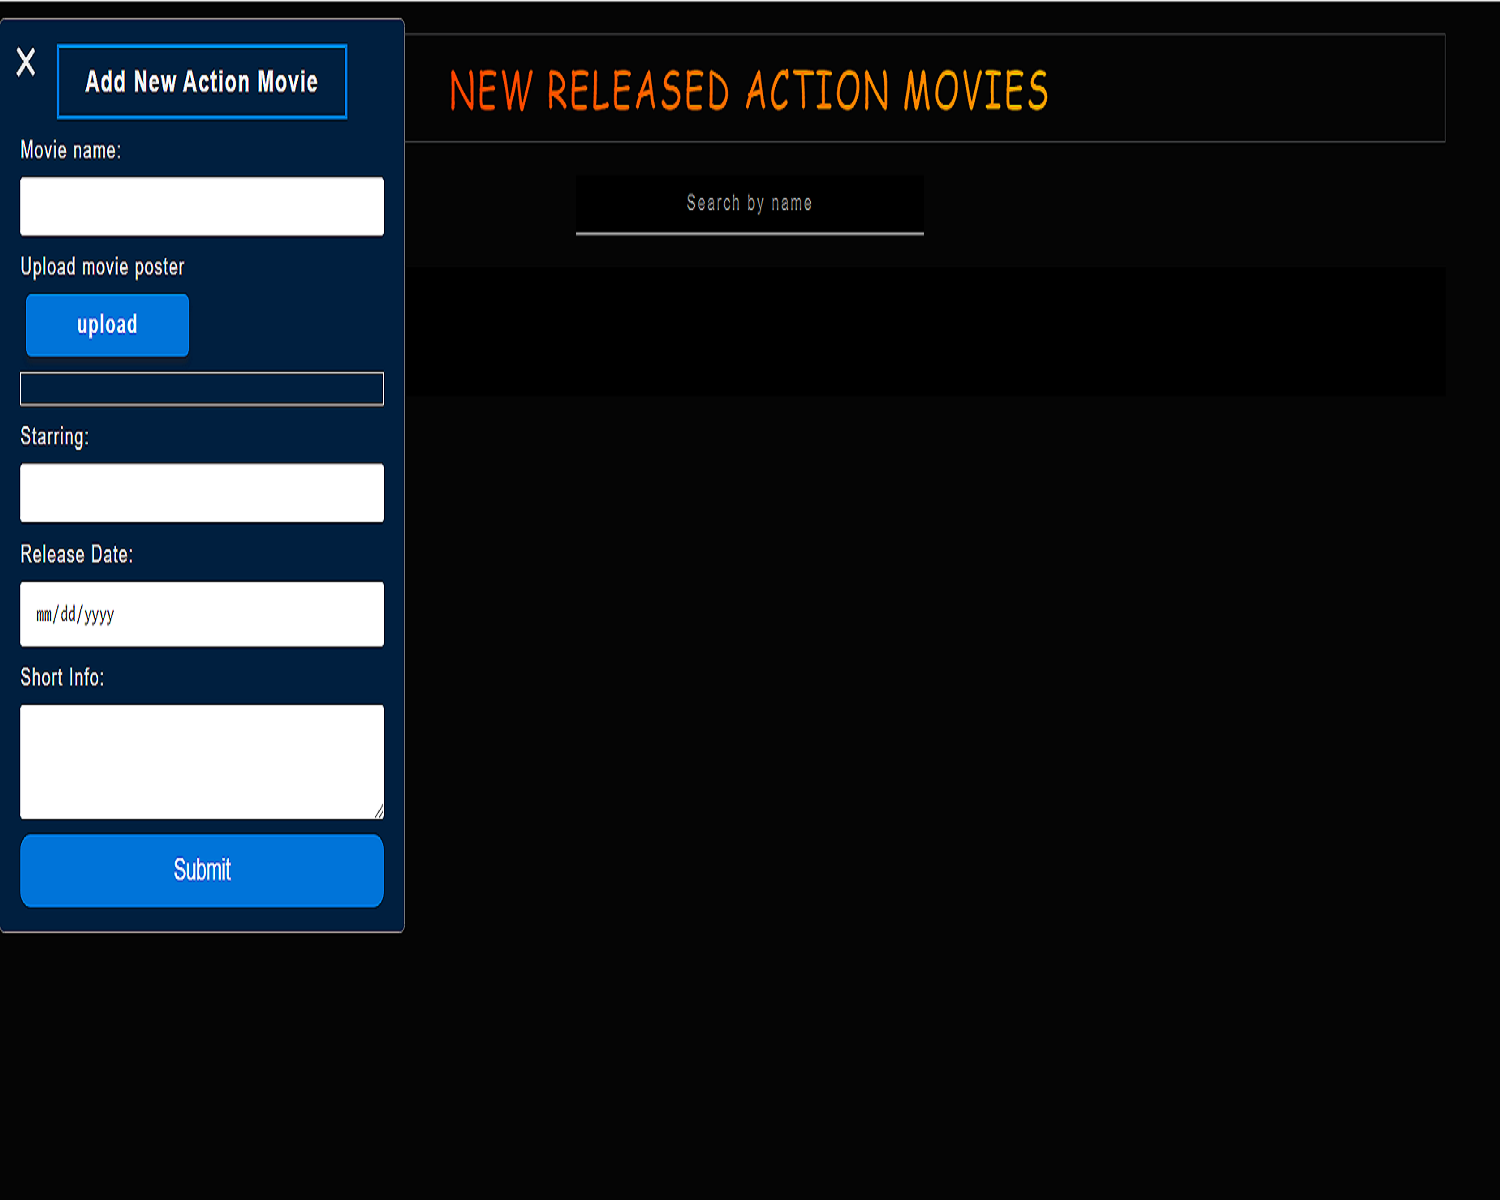 X
Add New Action Movie
Movie name:
Upload movie poster
upload
Starring:
Release Date:
mm/dd/yyyy
Short Info:
Submit
NEW RELEASED ACTION MOVIES
Search by name